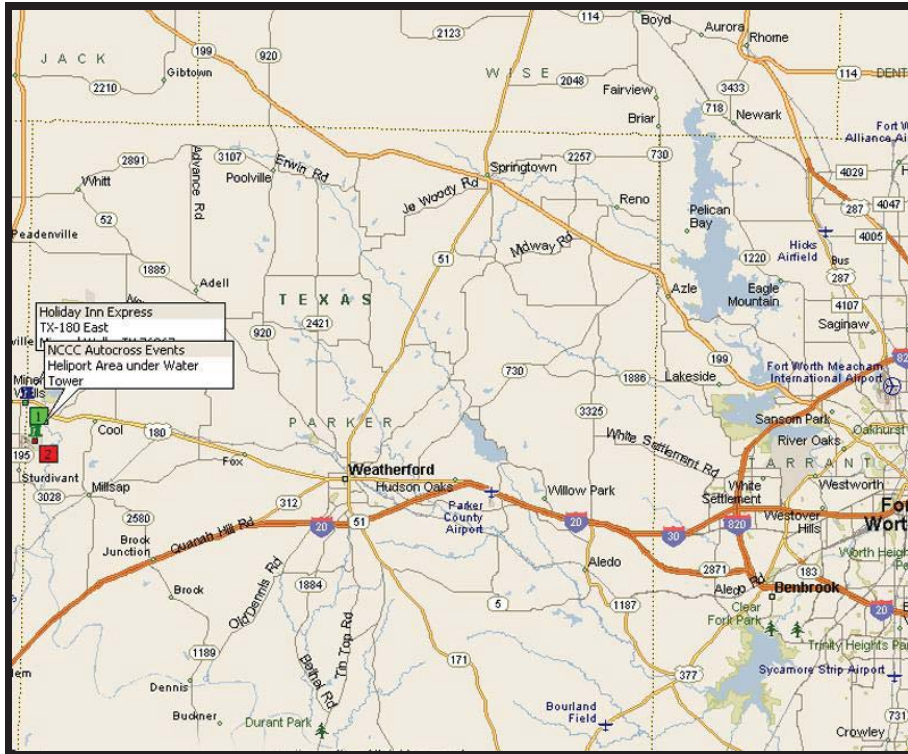 114
Boyd
Aurora
Rhome
2123
920
199
JACK
WISE
114
DENT
Gibtown
2210
2048
3433
Fairview
718
Newark
Briar
Fort W
Alliance Ai
2891
3107
Erwin Rd
2257
730
4029
Whitt
Advance Rd
Poolville
Springtown
287
4047
Je Woody Rd
Reno
52
Pelican
Bay
4005
Peadenville
Midway Rd
Hicks
Airfield
1885
51
1220
Bus
287
Adell
Azle
Eagle
Mountain
TEXAS
4107
Holiday Inn Express
TX-180 East
Saginaw
920
2421
NCCC Autocross Events
Heliport Area under Water
Tower
199
820
730
Fort Worth Meacham
International Airport
1886
Lakeside
1
PARKER
3325
Sansom Park
Cool
180
White Settlement Rd
River Oaks
Oakhurst
2
195
Fox
TARRANT
Sturdivant
Weatherford
Hudson Oaks
White
Settlement
Westworth
3028
Millsap
312
Willow Park
Parker
County
Airport
Westover
Hills
For
Worth
2580
Quanah Hill Rd
20
51
20
30
820
Brock
Junction
Worth Heig
1884
Aledo
2871
Aledo Rd
183
Brock
Old Dennis Rd
5
1187
Benbrook
20
Clear
Fork Park
Tin Top Rd
Bethel Rd
Trinity Heights Pa
1189
171
377
Sycamore Strip Airport
Dennis
Buckner
Durant Park
Bourland
Field
731
Crowley